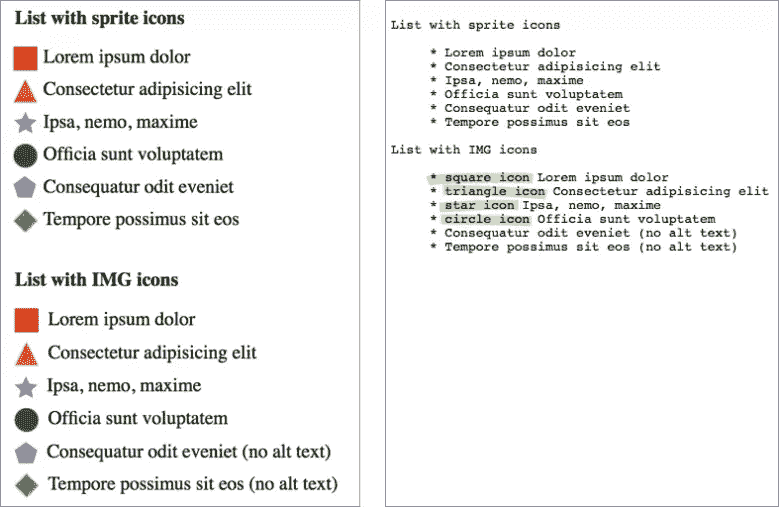 List with sprite icons
Lorem ipsum dolor
Consectetur adipisicing elit
Ipsa, nemo, maxime
Officia sunt voluptatem
Consequatur odit eveniet
Tempore possimus sit eos
List with IMG icons
Lorem ipsum dolor
Consectetur adipisicing elit
Ipsa, nemo, maxime
Officia sunt voluptatem
Consequatur odit eveniet (no alt text)
Tempore possimus sit eos (no alt text)
List with sprite icons
* Lorem ipsum dolor
* Consectetur adipisicing elit
* Ipsa, nemo, maxime
* Officia sunt voluptatem
* Consequatur odit eveniet
* Tempore possimus sit eos
List with IMG icons
* square icon Lorem ipsum dolor
* triangle icon Consectetur adipisicing elit
* star icon Ipsa, nemo, maxime
* circle icon Officia sunt voluptatem
* Consequatur odit eveniet (no alt text)
* Tempore possimus sit eos (no alt text)